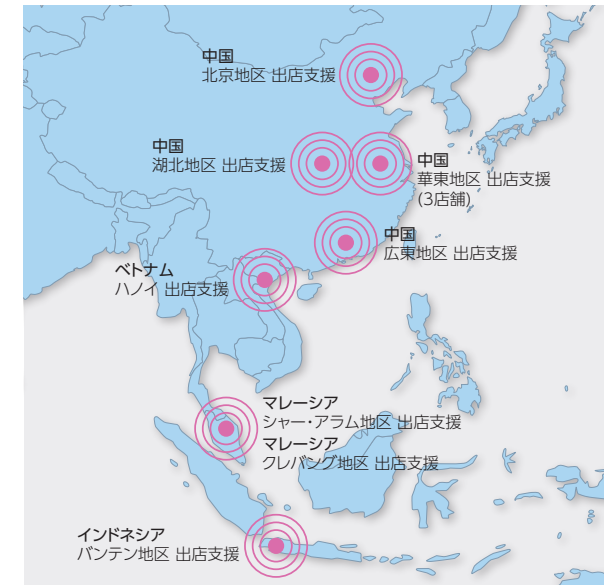 中国
北京地区 出店支援
中国
湖北地区 出店支援
中国
華東地区 出店支援
(3店舗)
中国
広東地区 出店支援
ベトナム
ハノイ 出店支援
マレーシア
シャー・アラム地区 出店支援
マレーシア
クレバング地区 出店支援
インドネシア
バンテン地区 出店支援